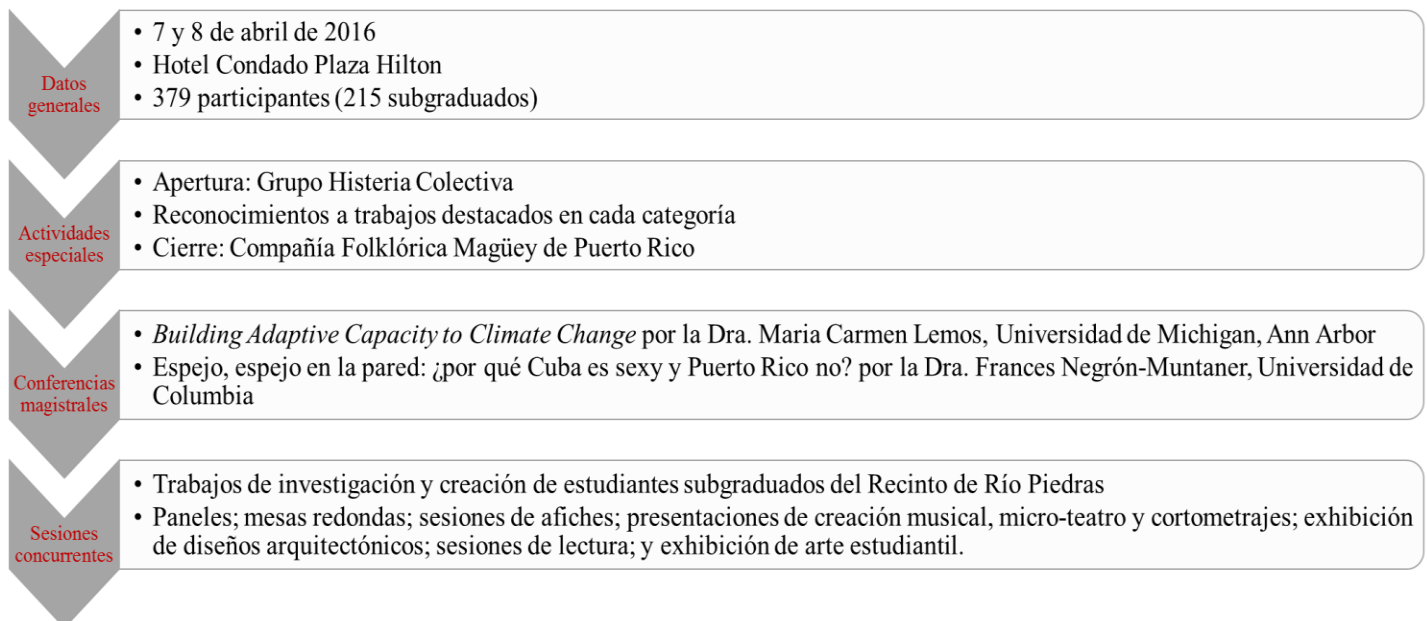 Datos
generales
• 7 y 8 de abril de 2016
• Hotel Condado Plaza Hilton
• 379 participantes (215 subgraduados)
Actividades
especiales
• Apertura: Grupo Histeria Colectiva
• Reconocimientos a trabajos destacados en cada categoría
• Cierre: Compañía Folklórica Magüey de Puerto Rico
Conferencias
magistrales
• Building Adaptive Capacity to Climate Change por la Dra. Maria Carmen Lemos, Universidad de Michigan, Ann Arbor
• Espejo, espejo en la pared: ¿por qué Cuba es sexy y Puerto Rico no? por la Dra. Frances Negrón-Muntaner, Universidad de
Columbia
Sesiones
concurrentes
• Trabajos de investigación y creación de estudiantes subgraduados del Recinto de Río Piedras
• Paneles; mesas redondas; sesiones de afiches; presentaciones de creación musical, micro-teatro y cortometrajes; exhibición
de diseños arquitectónicos; sesiones de lectura; y exhibición de arte estudiantil.